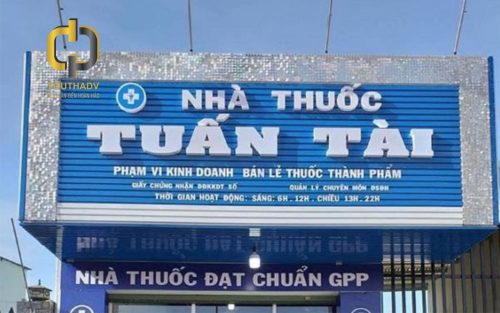 OUTHADV
NHÀ THUỐC
TUẤN TÀI
PHẠM VI KINH DOANH BÁN LẺ THUỐC THÀNH PHẨM
GIẤY CHỨNG NHẬN ĐĐKKDT SỐ QUẢN LÝ CHUYÊN MÔN DSĐH
THỜI GIAN HOẠT ĐỘNG: SÁNG: 6H - 12H - CHIỀU 13H - 22H
NHÀ THUỐC ĐẠT CHUẨN GPP